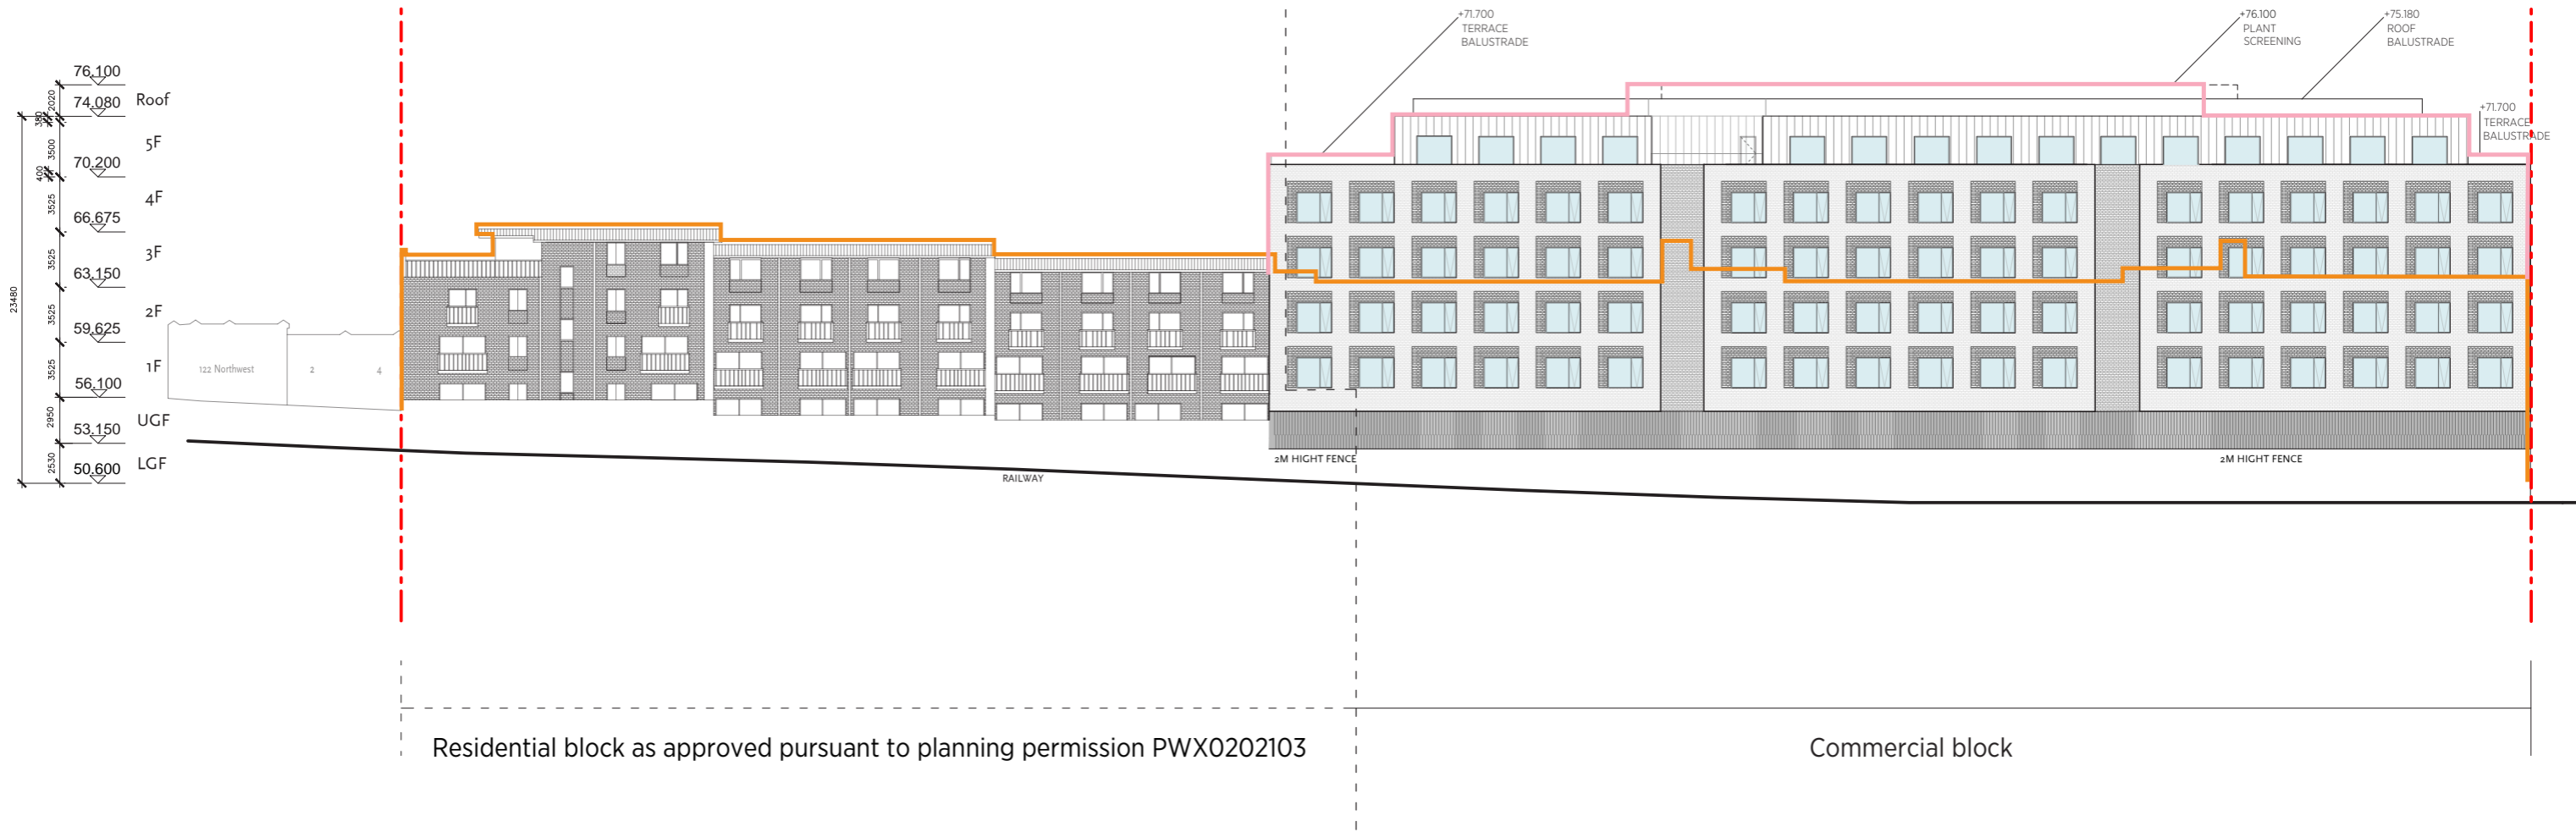 +71.700
TERRACE
BALUSTRADE
+76.100
PLANT
SCREENING
+75.180
ROOF
BALUSTRADE
+71.700
TERRACE
BALUSTRADE
76.100
2020
74.080 Roof
380
5F
3500
70.200
400
4F
3525
66.675
3F
3525
63.150
23480
2F
3525
59.625
1F
3525
56.100
2950
UGF
53.150
2530
LGF
50.600
122 Northwest
2
4
2M HIGHT FENCE
2M HIGHT FENCE
RAILWAY
Residential block as approved pursuant to planning permission PWX0202103
Commercial block